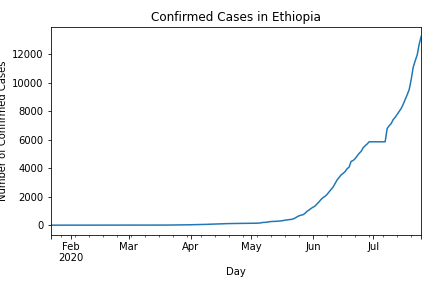 Confirmed Cases in Ethiopia
Number of Confirmed Cases
12000
10000
8000
6000
4000
2000
0
Feb
2020
Mar
Apr
May
Jun
Jul
Day